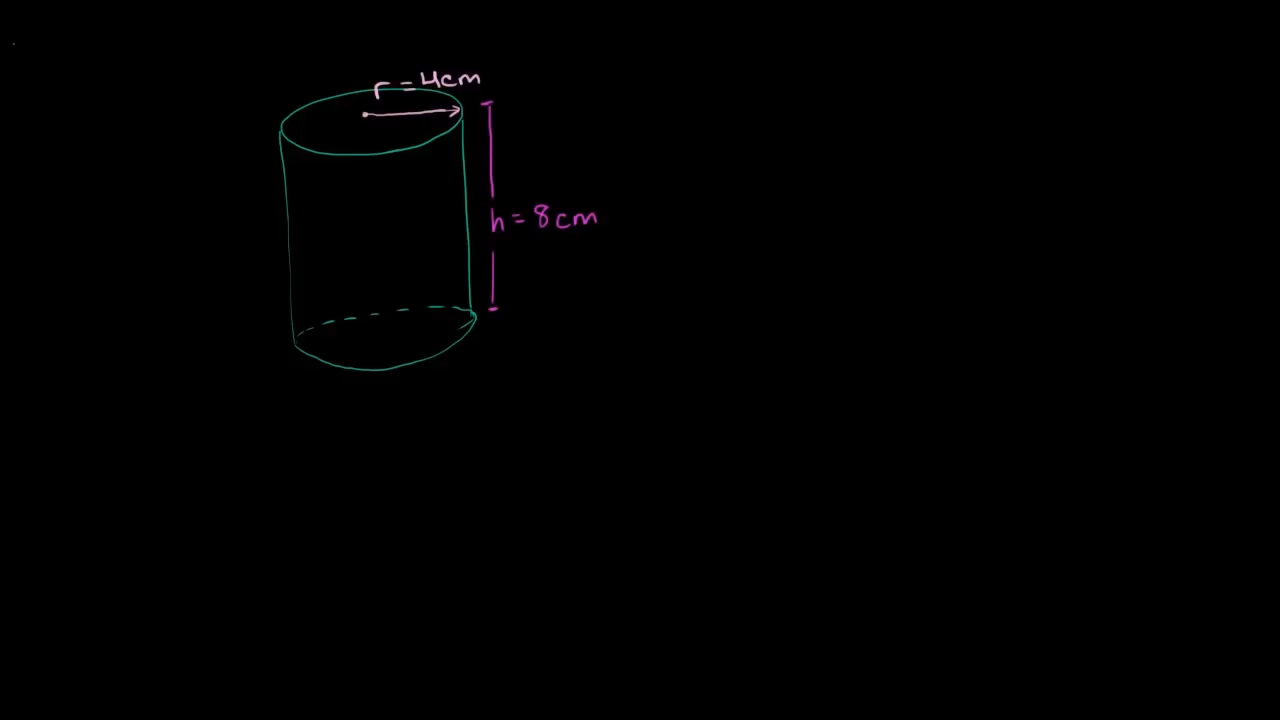 r = 4cm
h = 8cm